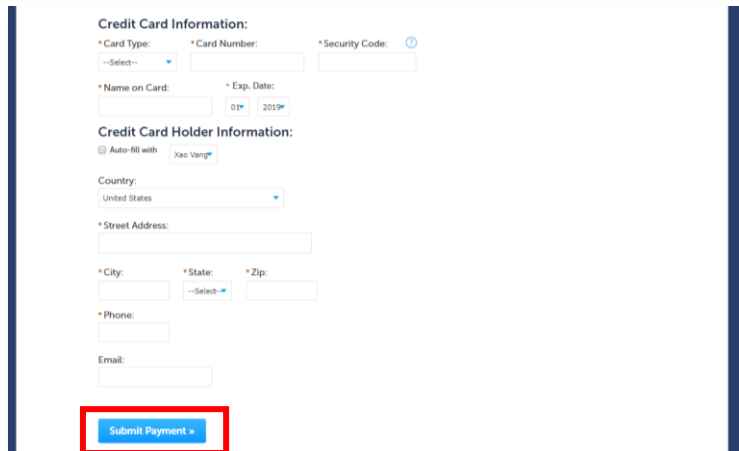 Credit Card Information:
*Card Type: *Card Number: *Security Code: ?
--Select--
*Name on Card: * Exp. Date:
01 2019
Credit Card Holder Information:
Auto-fill with Xao Vang
Country:
United States
*Street Address:
*City: *State: *Zip:
--Select--
*Phone:
Email:
Submit Payment »